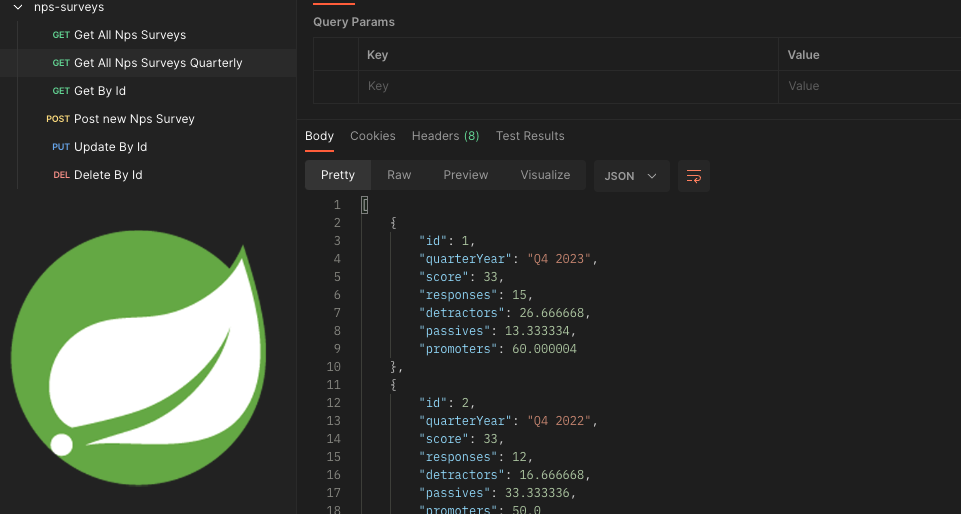 nps-surveys
GET Get All Nps Surveys
GET Get All Nps Surveys Quarterly
GET Get By Id
POST Post new Nps Survey
PUT Update By Id
DEL Delete By Id
Query Params
Key Value
Key Value
Body Cookies Headers (8) Test Results
Pretty Raw Preview Visualize JSON
1 [
2 {
3 "id": 1,
4 "quarterYear": "Q4 2023",
5 "score": 33,
6 "responses": 15,
7 "detractors": 26.666668,
8 "passives": 13.333334,
9 "promoters": 60.000004
10 },
11 {
12 "id": 2,
13 "quarterYear": "Q4 2022",
14 "score": 33,
15 "responses": 12,
16 "detractors": 16.666668,
17 "passives": 33.333336,
18 "promoters": 50.0